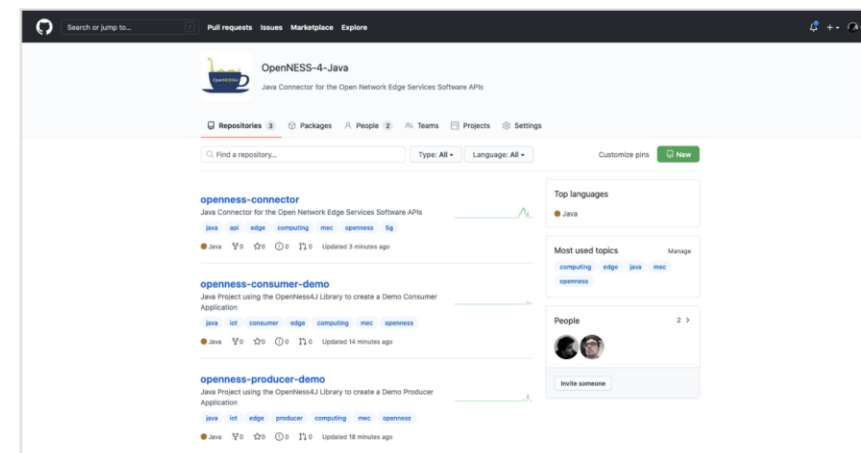 Search or jump to... /
Pull requests Issues Marketplace Explore
OpenNESS-4-Java
Java Connector for the Open Network Edge Services Software APIs
Repositories 3 Packages People 2 Teams Projects Settings
Find a repository... Type: All Language: All Customize pins New
openness-connector
Java Connector for the Open Network Edge Services Software APIs
java api edge computing mec openness 5g
Java 0 0 0 0 Updated 3 minutes ago
openness-consumer-demo
Java Project using the OpenNess4J Library to create a Demo Consumer
Application
java iot consumer edge computing mec openness
Java 0 0 0 0 Updated 14 minutes ago
openness-producer-demo
Java Project using the OpenNess4J Library to create a Demo Producer
Application
java iot edge producer computing mec openness
Java 0 0 0 0 Updated 18 minutes ago
Top languages
Java
Most used topics Manage
computing edge java mec
openness
People 2 >
Invite someone